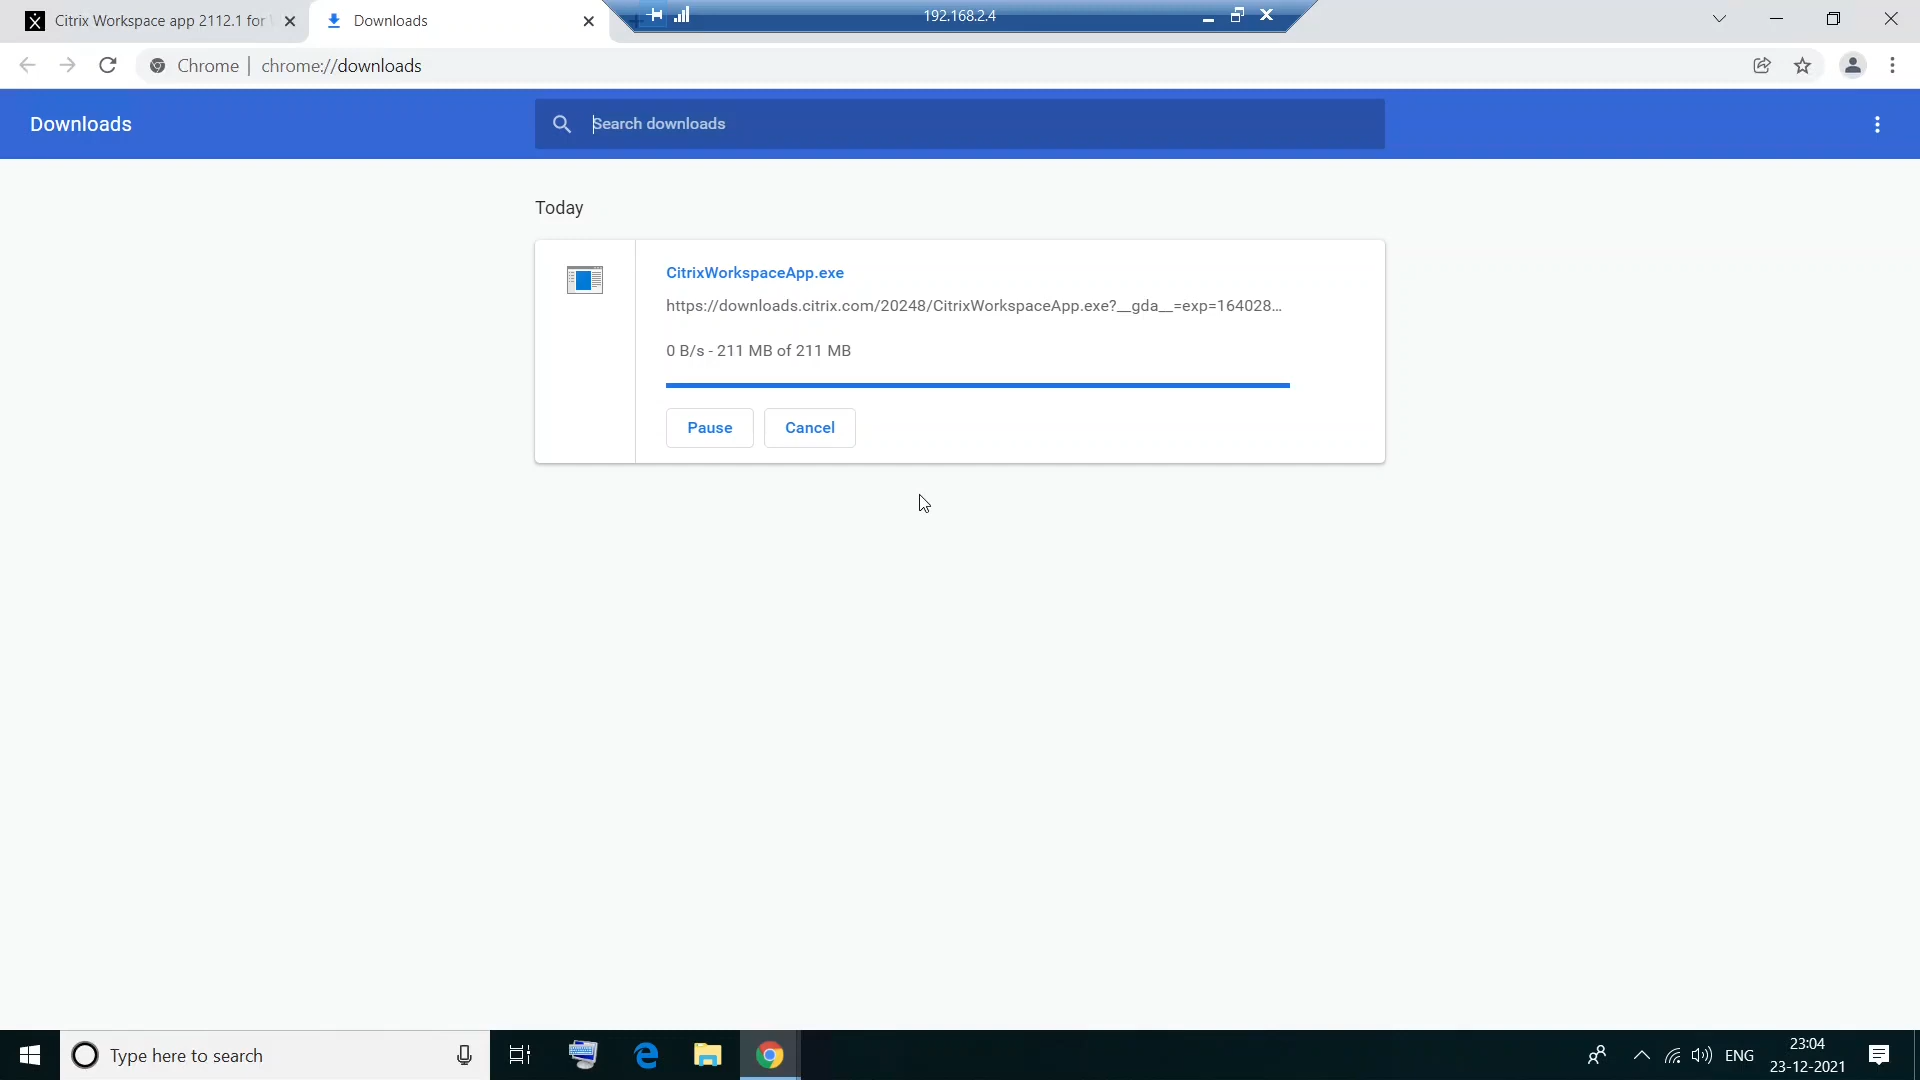 Citrix Workspace app 2112.1 for
Downloads
192.168.2.4
Chrome | chrome://downloads
Downloads
Search downloads
Today
CitrixWorkspaceApp.exe
https://downloads.citrix.com/20248/CitrixWorkspaceApp.exe?__gda__=exp=164028...
0 B/s - 211 MB of 211 MB
Pause
Cancel
Type here to search
ENG
23:04
23-12-2021